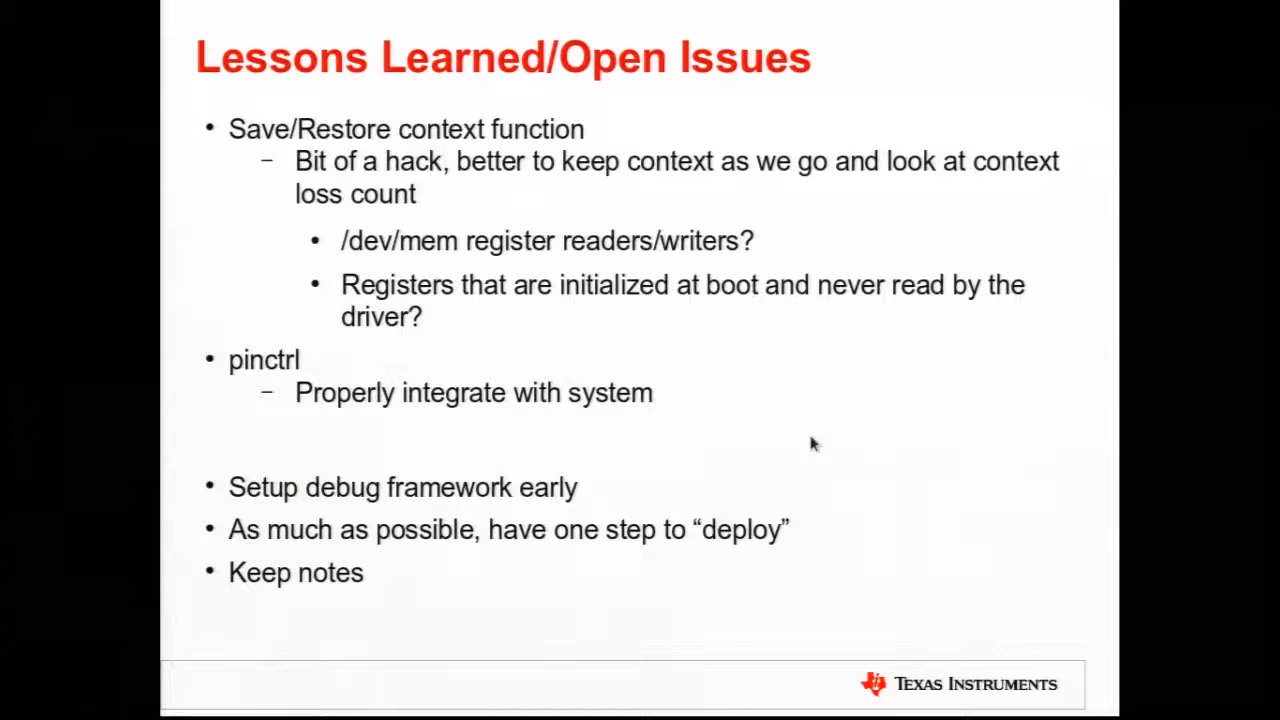 Lessons Learned/Open Issues
• Save/Restore context function
– Bit of a hack, better to keep context as we go and look at context
loss count
• /dev/mem register readers/writers?
• Registers that are initialized at boot and never read by the
driver?
• pinctrl
– Properly integrate with system
• Setup debug framework early
• As much as possible, have one step to “deploy”
• Keep notes
TEXAS INSTRUMENTS